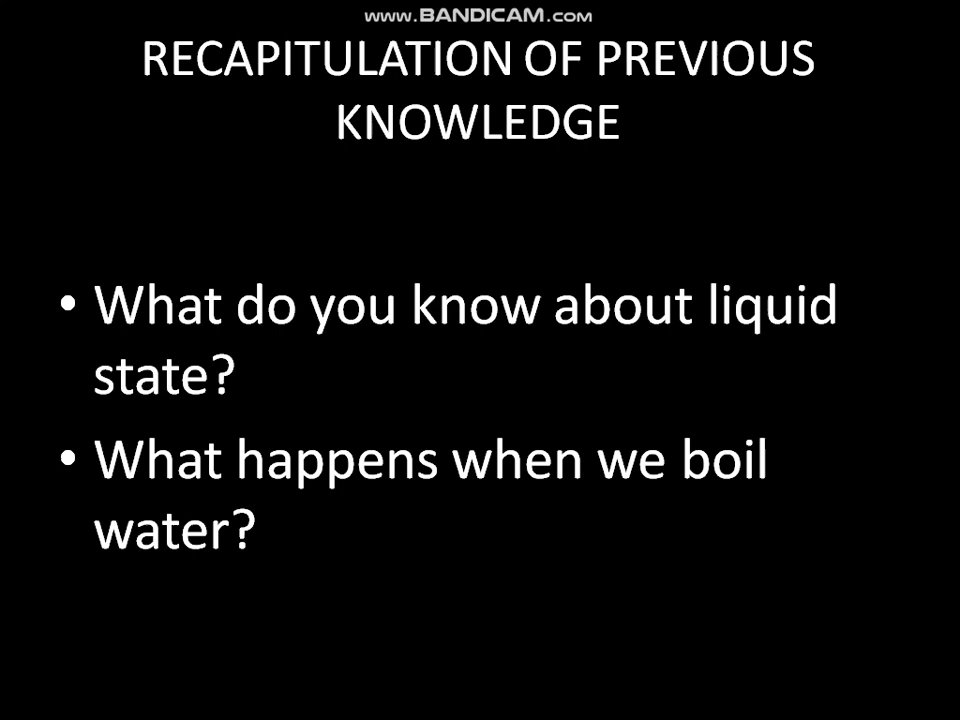 www.BANDICAM.com
RECAPITULATION OF PREVIOUS
KNOWLEDGE
• What do you know about liquid
state?
• What happens when we boil
water?